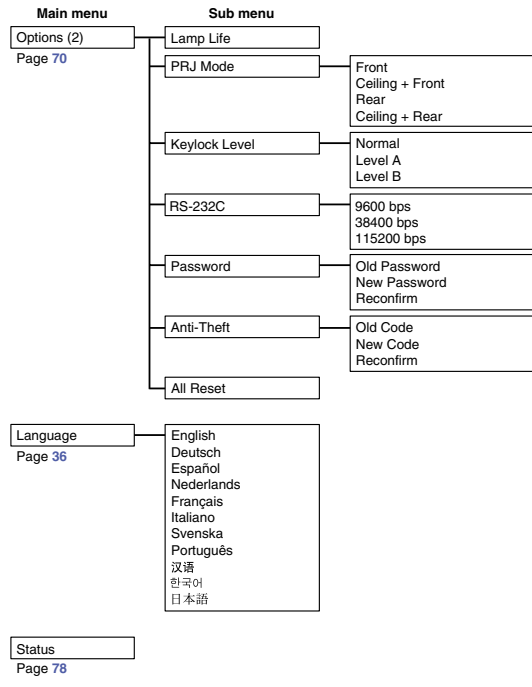 Main menu
Sub menu
Options (2)
Page 70
Lamp Life
PRJ Mode
Front
Ceiling + Front
Rear
Ceiling + Rear
Keylock Level
Normal
Level A
Level B
RS-232C
9600 bps
38400 bps
115200 bps
Password
Old Password
New Password
Reconfirm
Anti-Theft
Old Code
New Code
Reconfirm
All Reset
Language
Page 36
English
Deutsch
Español
Nederlands
Français
Italiano
Svenska
Português
汉语
한국어
日本語
Status
Page 78